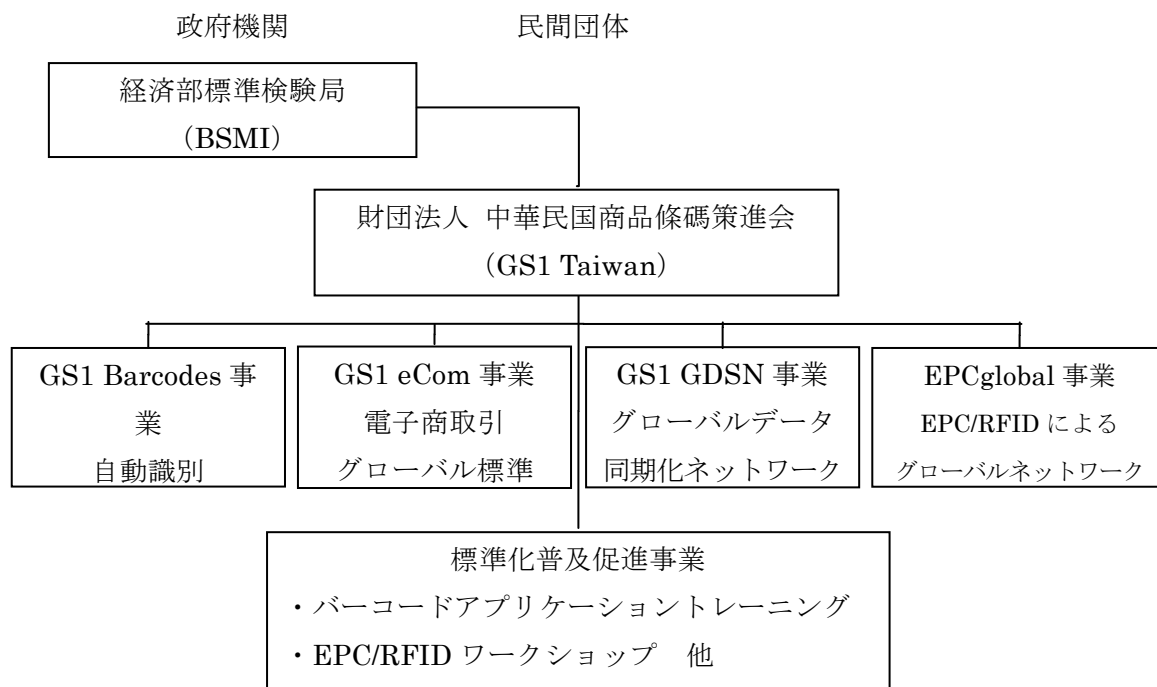 政府機関　民間団体
経済部標準検験局
（BSMI）
財団法人 中華民国商品條碼策進会
（GS1 Taiwan）
GS1 Barcodes 事
業
自動識別
GS1 eCom 事業
電子商取引
グローバル標準
GS1 GDSN 事業
グローバルデータ
同期化ネットワーク
EPCglobal 事業
EPC/RFID による
グローバルネットワーク
標準化普及促進事業
・バーコードアプリケーショントレーニング
・EPC/RFID ワークショップ　他